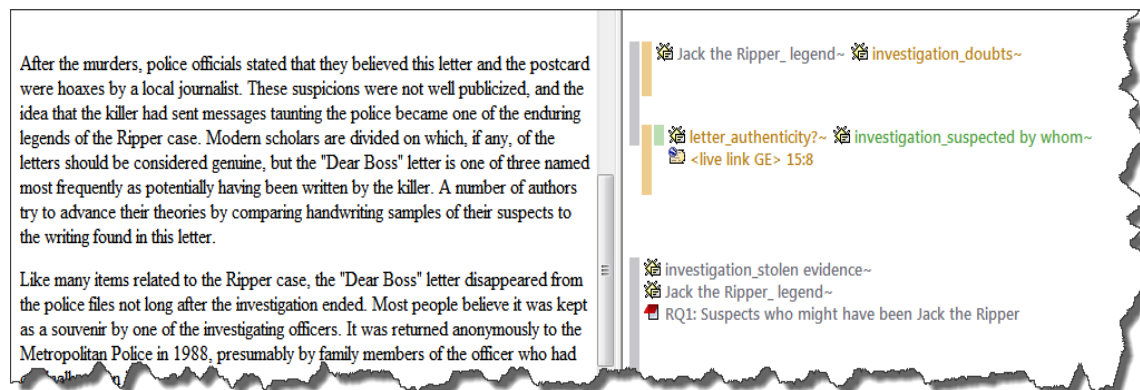 After the murders, police officials stated that they believed this letter and the postcard
were hoaxes by a local journalist. These suspicions were not well publicized, and the
idea that the killer had sent messages taunting the police became one of the enduring
legends of the Ripper case. Modern scholars are divided on which, if any, of the
letters should be considered genuine, but the "Dear Boss" letter is one of three named
most frequently as potentially having been written by the killer. A number of authors
try to advance their theories by comparing handwriting samples of their suspects to
the writing found in this letter.
Like many items related to the Ripper case, the "Dear Boss" letter disappeared from
the police files not long after the investigation ended. Most people believe it was kept
as a souvenir by one of the investigating officers. It was returned anonymously to the
Metropolitan Police in 1988, presumably by family members of the officer who had
Jack the Ripper_ legend~ investigation_doubts~
letter_authenticity?~ investigation_suspected by whom~
<live link GE> 15:8
investigation_stolen evidence~
Jack the Ripper_ legend~
RQ1: Suspects who might have been Jack the Ripper